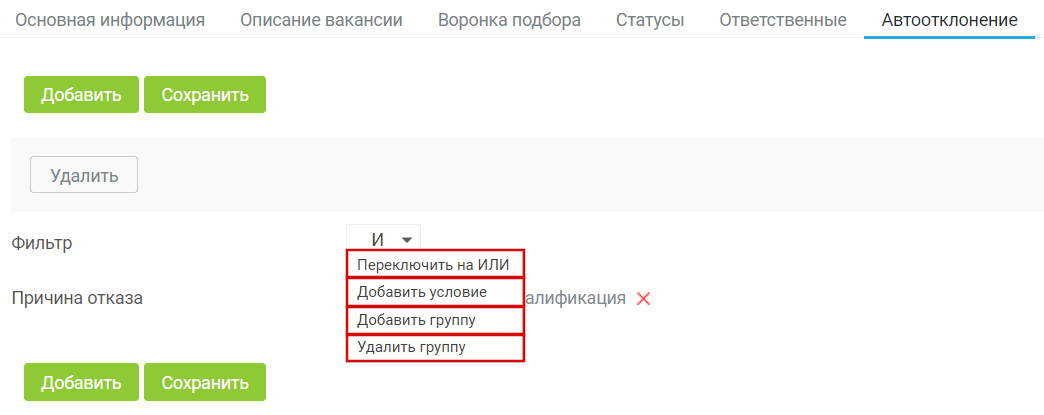 Основная информация Описание вакансии Воронка подбора Статусы Ответственные Автоотклонение
Добавить Сохранить
Удалить
Фильтр И
Переключить на ИЛИ
Причина отказа Добавить условие алификация
Добавить группу
Удалить группу
Добавить Сохранить